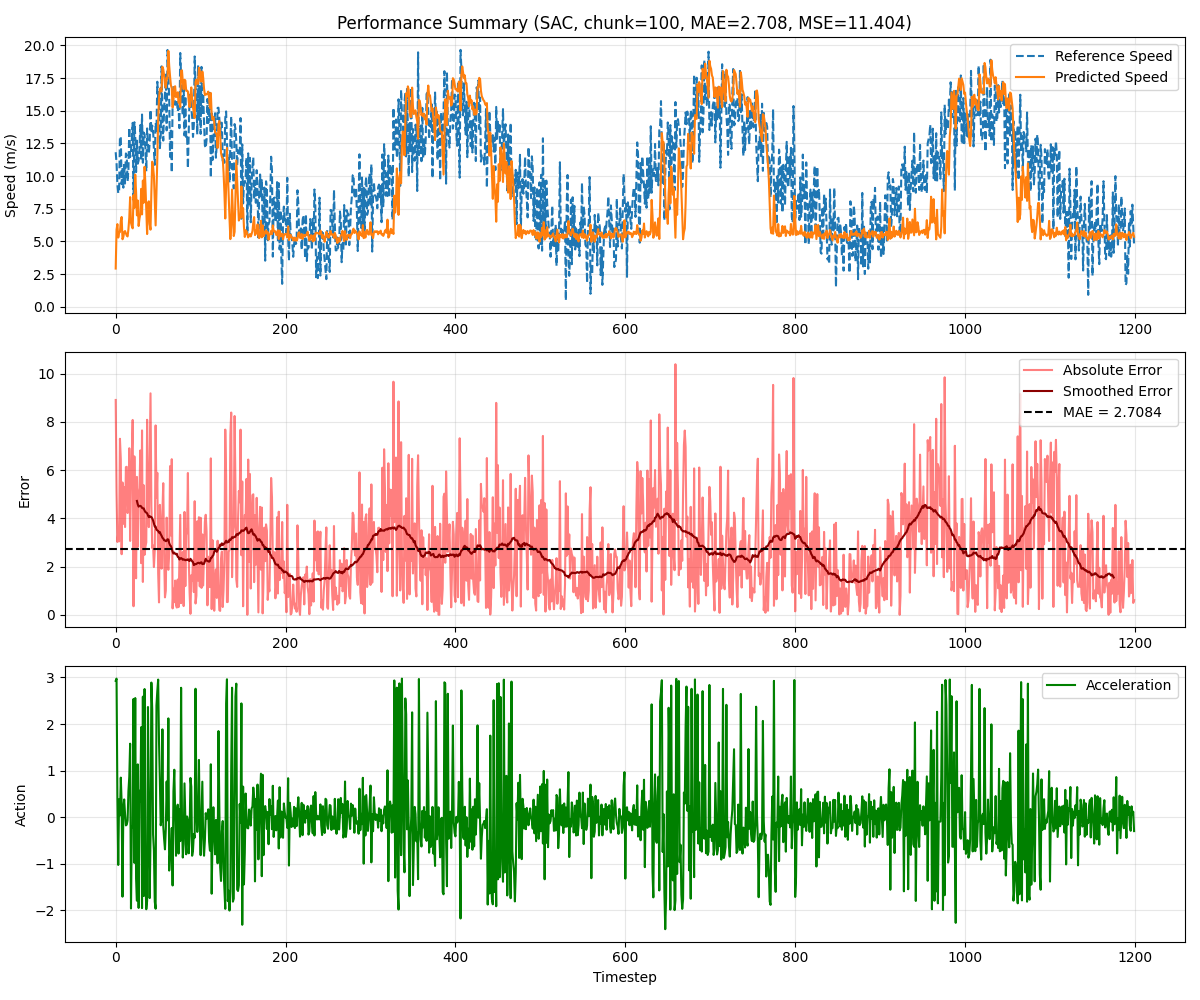 Performance Summary (SAC, chunk=100, MAE=2.708, MSE=11.404)
20.0
17.5
15.0
12.5
10.0
7.5
5.0
2.5
0.0
Speed (m/s)
Reference Speed
Predicted Speed
0 200 400 600 800 1000 1200
10
8
6
4
2
0
Error
Absolute Error
Smoothed Error
MAE = 2.7084
0 200 400 600 800 1000 1200
3
2
1
0
−1
−2
Action
Acceleration
0 200 400 600 800 1000 1200
Timestep